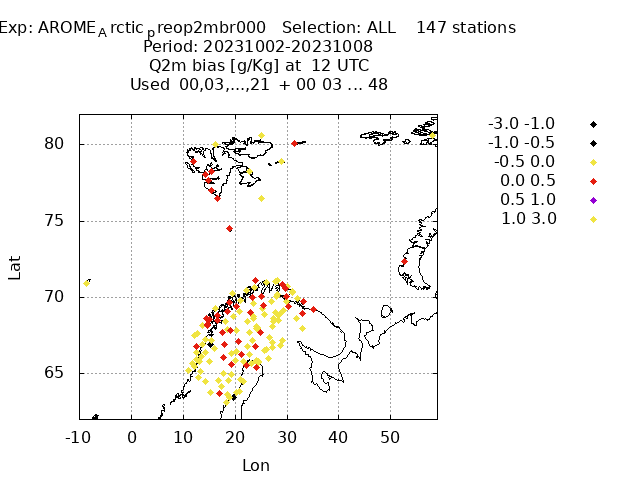 Exp: AROME_Arctic_preop2mbr000 Selection: ALL 147 stations
Period: 20231002-20231008
Q2m bias [g/Kg] at 12 UTC
Used 00,03,...,21 + 00 03 ... 48
-3.0 -1.0
-1.0 -0.5
-0.5 0.0
0.0 0.5
0.5 1.0
1.0 3.0
80
75
70
65
Lat
-10 0 10 20 30 40 50
Lon